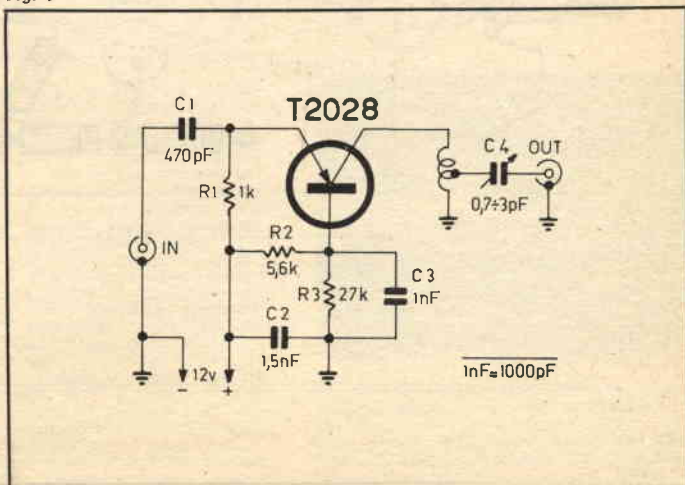 T2028
C1
470pF
R1
1k
C4
OUT
0,7÷3pF
R2
5,6k
IN
R3
27k
C3
1nF
C2
1,5nF
12v
-
+
1nF=1000pF